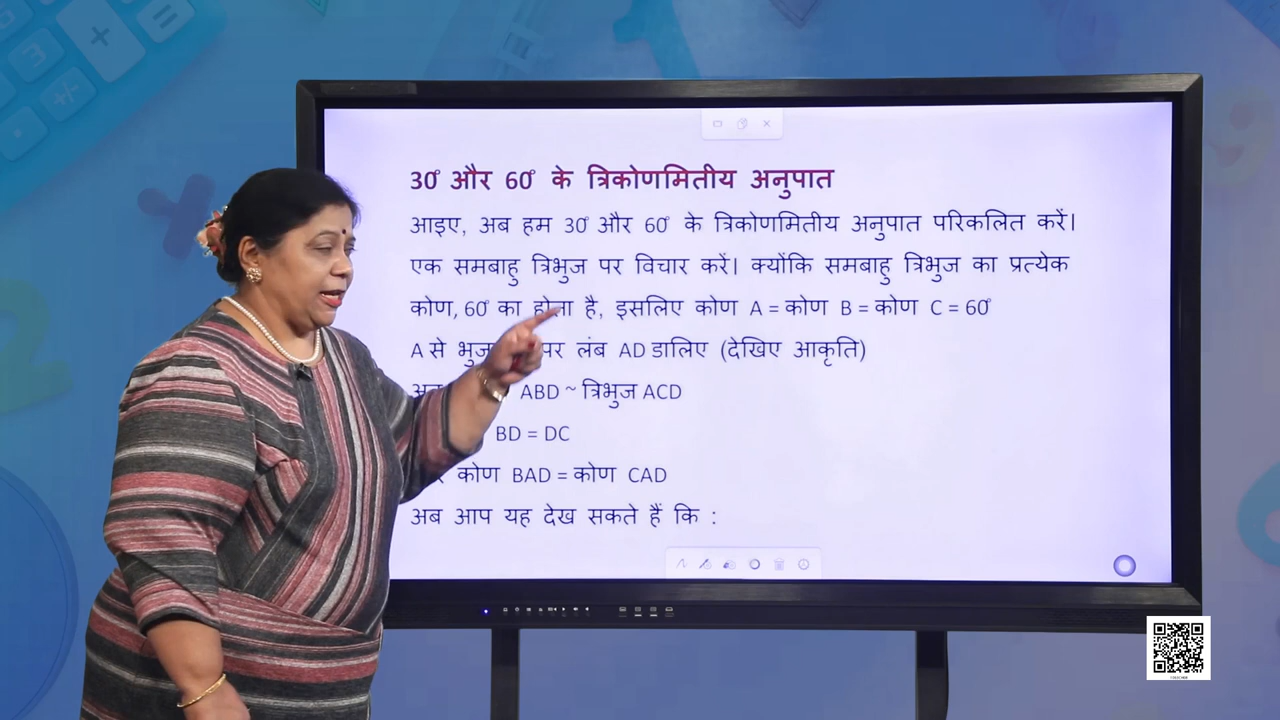 30° और 60° के त्रिकोणमितीय अनुपात
आइए, अब हम 30° और 60° के त्रिकोणमितीय अनुपात परिकलित करें।
एक समबाहु त्रिभुज पर विचार करें। क्योंकि समबाहु त्रिभुज का प्रत्येक
कोण, 60° का होता है, इसलिए कोण A = कोण B = कोण C = 60°
A से पर लंब AD डालिए (देखिए आकृति)
ABD ~ त्रिभुज ACD
BD = DC
कोण BAD = कोण CAD
अब आप यह देख सकते हैं कि :